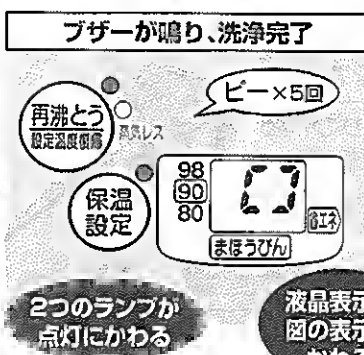 ブザーが鳴り、洗浄完了
ピー×5回
再沸とう
設定温度復帰
蒸気レス
98
90
80
保温
設定
省エネ
まほうびん
2つのランプが
点灯にかわる
液晶表示
図の表示